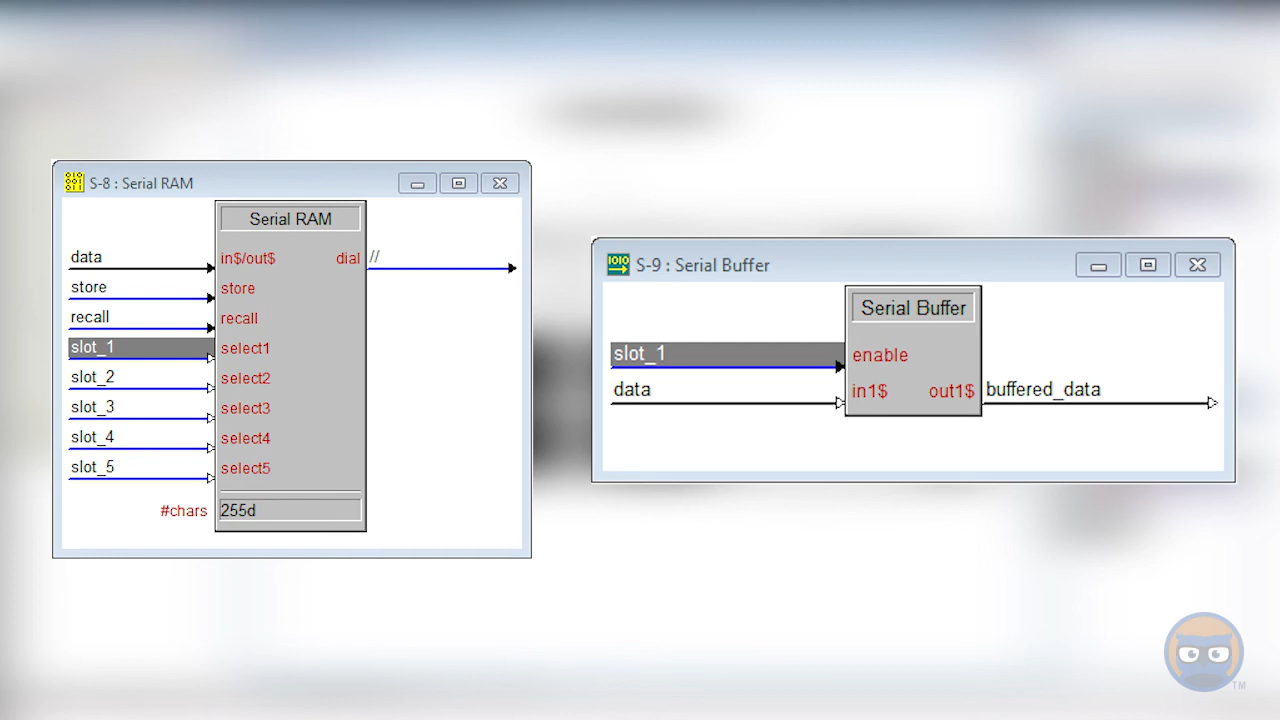 S-8 : Serial RAM
Serial RAM
data in$/out$ dial //
store store
recall recall
slot_1 select1
slot_2 select2
slot_3 select3
slot_4 select4
slot_5 select5
#chars 255d
S-9 : Serial Buffer
Serial Buffer
slot_1 enable
data in1$ out1$ buffered_data
TM